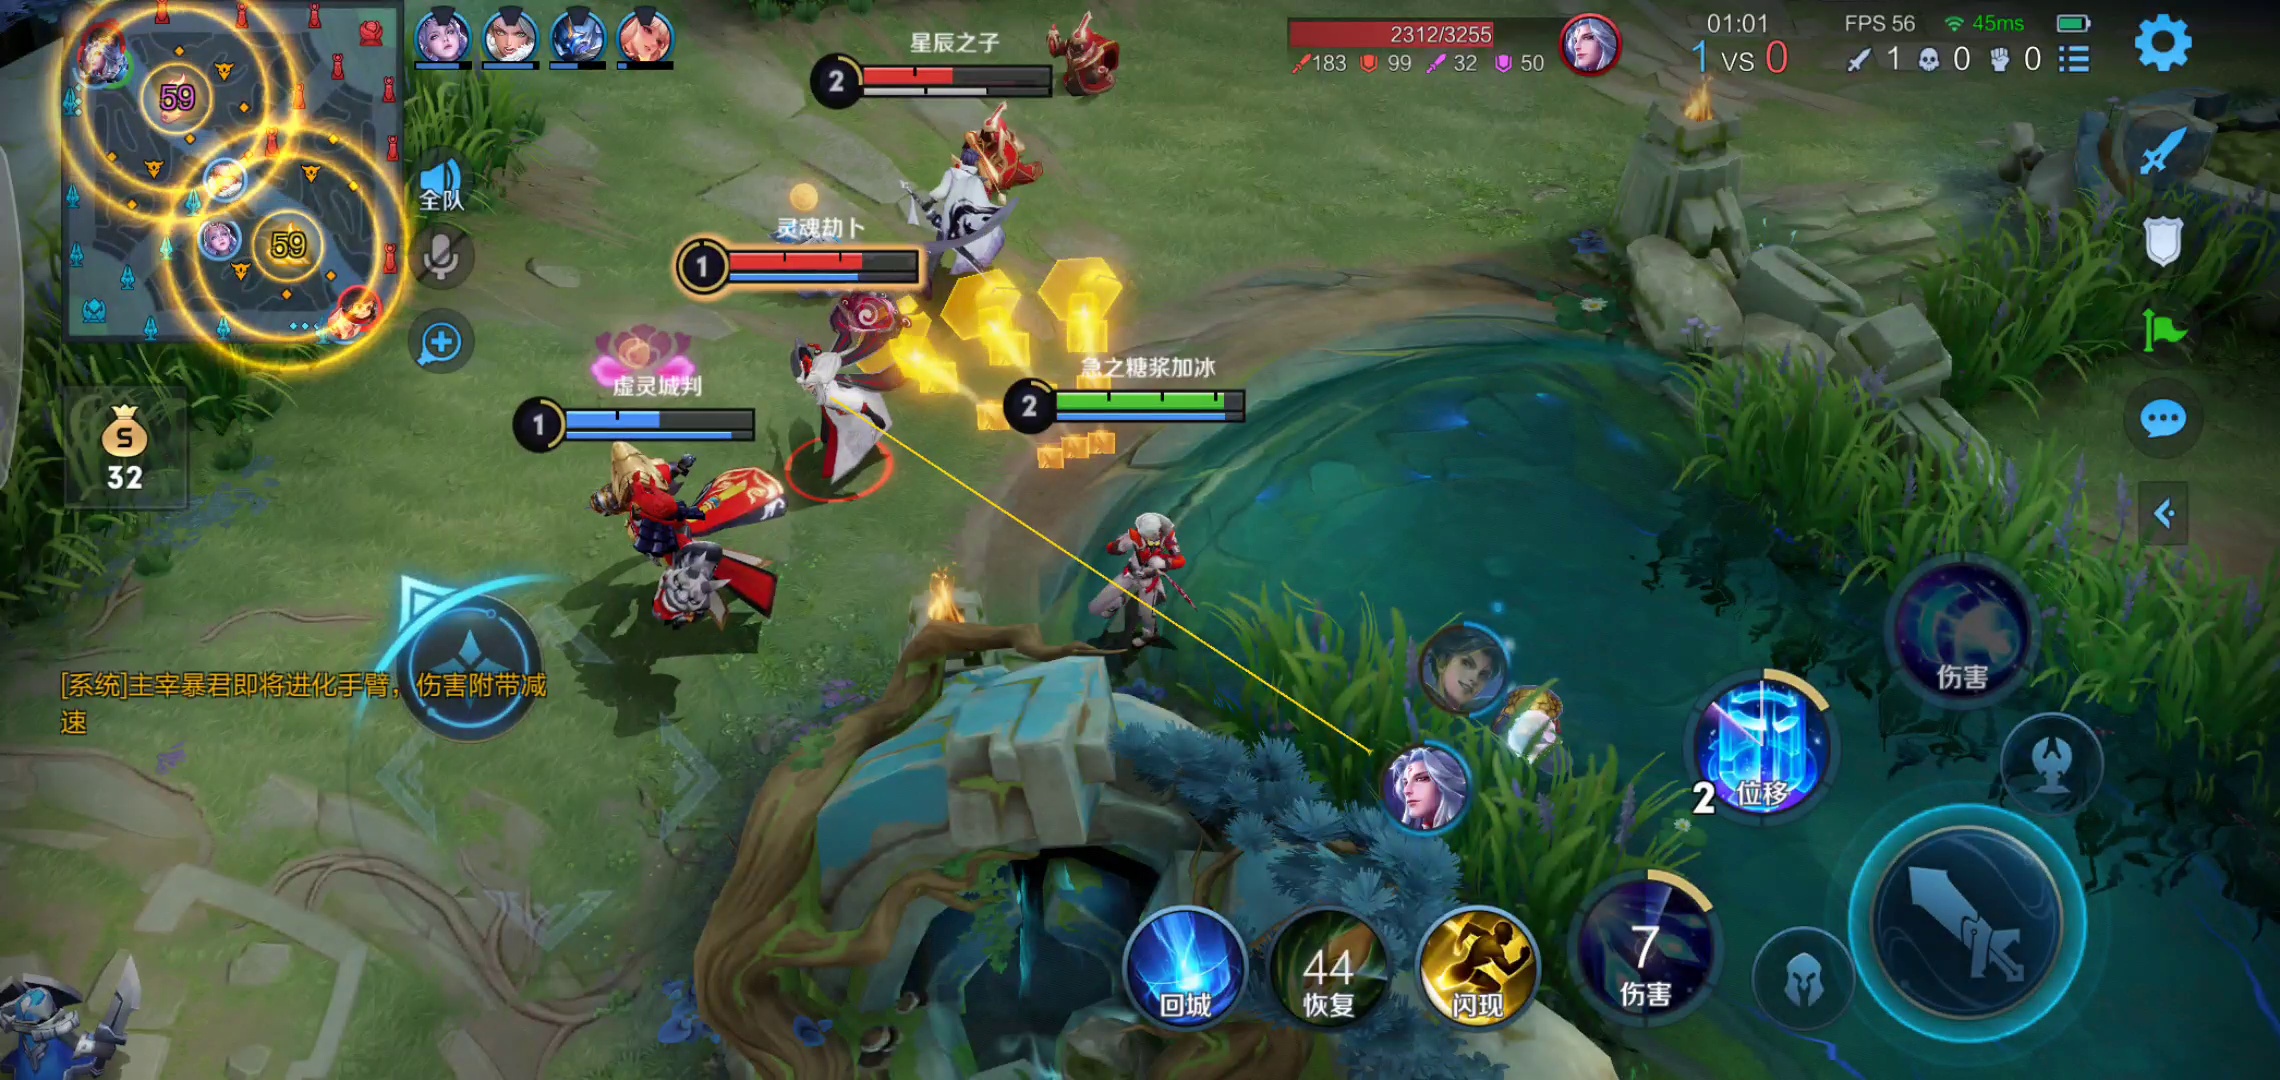 星辰之子
2
2312/3255
183 99 32 50
01:01
1 VS 0
FPS 56
45ms
1 0 0
59
全队
灵魂劫卜
1
59
急之糖浆加冰
2
虚灵城判
1
S
32
[系统]主宰暴君即将进化手臂，伤害附带减
速
伤害
2 位移
7
伤害
回城
44
恢复
闪现